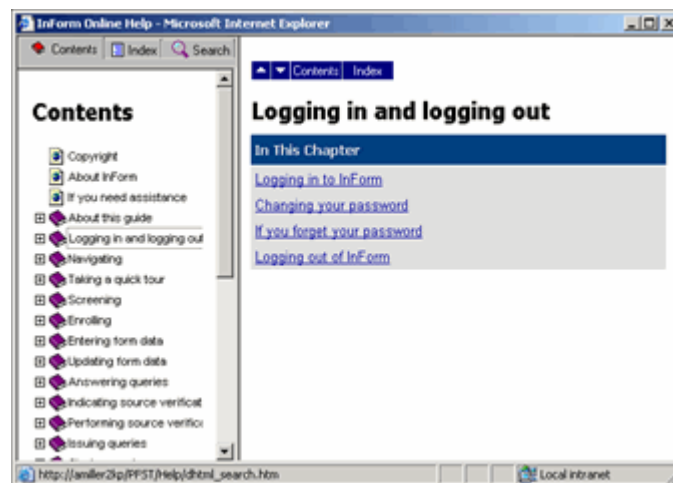 InForm Online Help - Microsoft Internet Explorer
Contents Index Search
Contents
Copyright
About InForm
If you need assistance
About this guide
Logging in and logging out
Navigating
Taking a quick tour
Screening
Enrolling
Entering form data
Updating form data
Answering queries
Indicating source verificat
Performing source verific
Issuing queries
Contents Index
Logging in and logging out
In This Chapter
Logging in to InForm
Changing your password
If you forget your password
Logging out of InForm
http://amiller2kp/PFST/Help/dhtml_search.htm
Local intranet